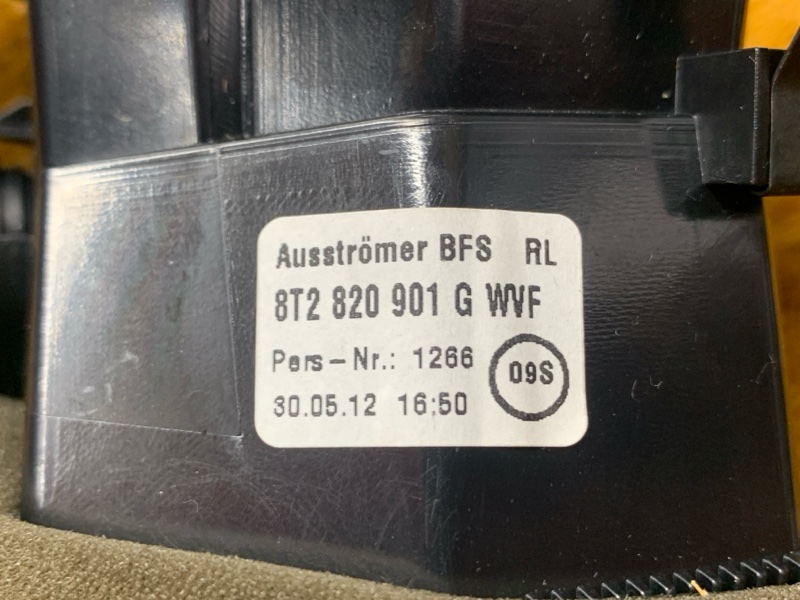 Ausströmer BFS RL
8T2 820 901 G WVF
Pers-Nr.: 1266
09S
30.05.12 16:50